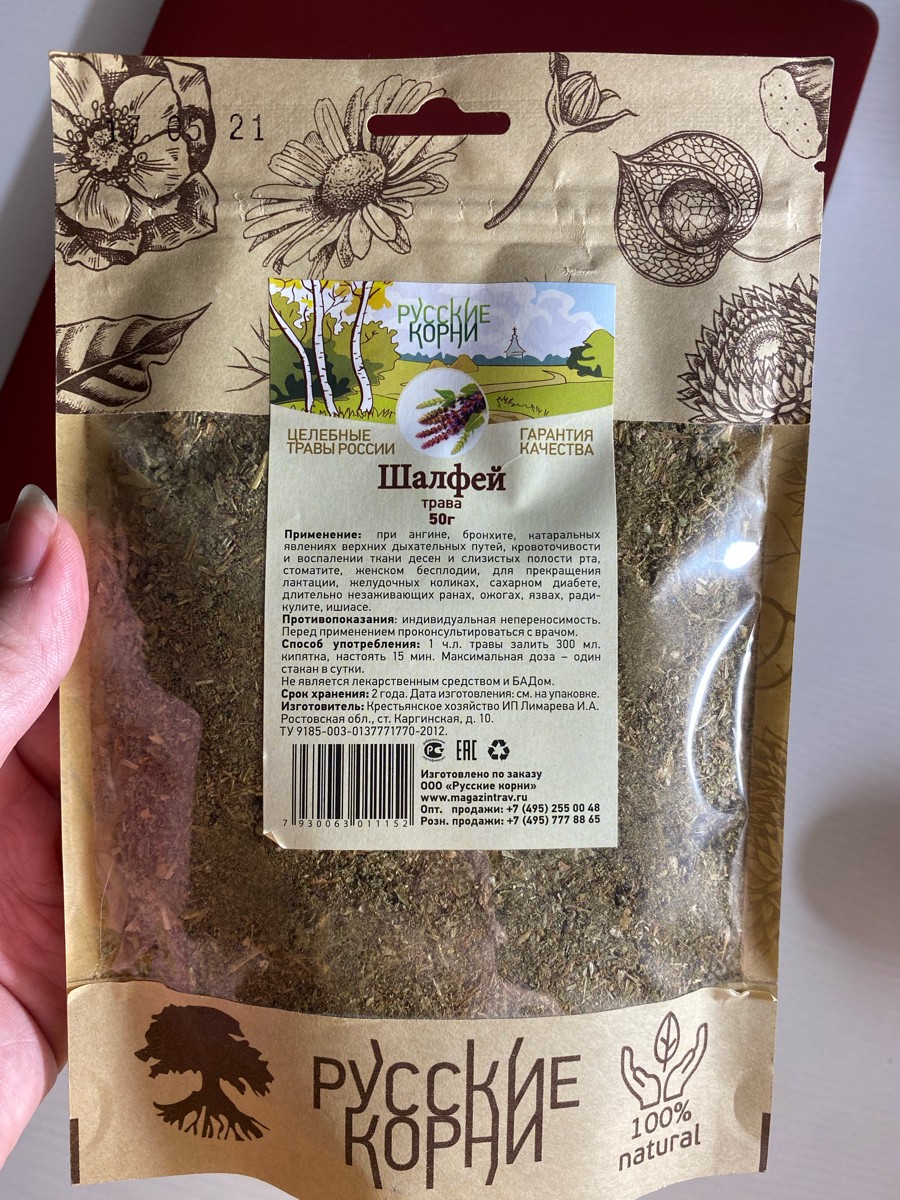 17 05 21
РУССКИЕ
КОРНИ
ЦЕЛЕБНЫЕ
ТРАВЫ РОССИИ
ГАРАНТИЯ
КАЧЕСТВА
Шалфей
трава
50г
Применение: при ангине, бронхите, катаральных
явлениях верхних дыхательных путей, кровоточивости
и воспалении ткани десен и слизистых полости рта,
стоматите, женском бесплодии, для прекращения
лактации, желудочных коликах, сахарном диабете,
длительно незаживающих ранах, ожогах, язвах, ради-
кулите, ишиасе.
Противопоказания: индивидуальная непереносимость.
Перед применением проконсультироваться с врачом.
Способ употребления: 1 ч.л. травы залить 300 мл.
кипятка, настоять 15 мин. Максимальная доза – один
стакан в сутки.
Не является лекарственным средством и БАДом.
Срок хранения: 2 года. Дата изготовления: см. на упаковке.
Изготовитель: Крестьянское хозяйство ИП Лимарева И.А.
Ростовская обл., ст. Каргинская, д. 10.
ТУ 9185-003-0137771770-2012.
РСТ EAC
7 930063 011152
Изготовлено по заказу
ООО «Русские корни»
www.magazintrav.ru
Опт. продажи: +7 (495) 255 00 48
Розн. продажи: +7 (495) 777 88 65
РУССКИЕ
КОРНИ
100%
natural